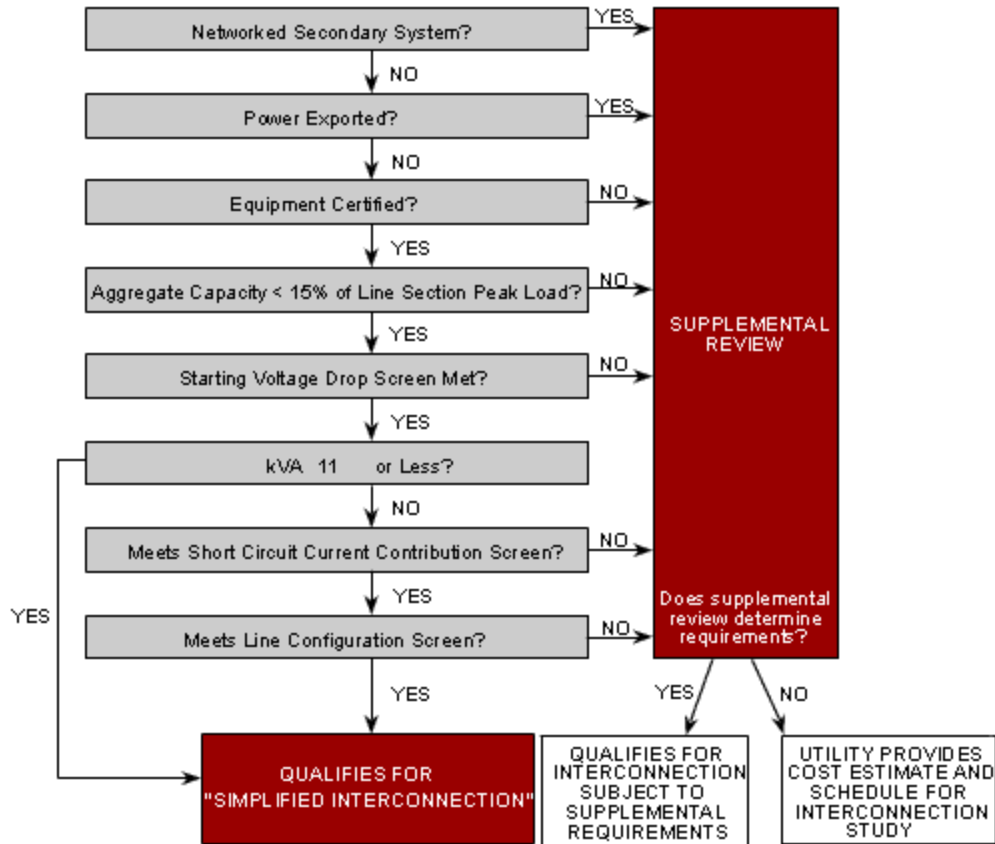 Networked Secondary System?
YES
NO
Power Exported?
YES
NO
Equipment Certified?
NO
YES
Aggregate Capacity < 15% of Line Section Peak Load?
NO
YES
Starting Voltage Drop Screen Met?
NO
YES
kVA 11 or Less?
NO
YES
Meets Short Circuit Current Contribution Screen?
NO
YES
Meets Line Configuration Screen?
NO
YES
SUPPLEMENTAL
REVIEW
Does supplemental
review determine
requirements?
YES
NO
QUALIFIES FOR
"SIMPLIFIED INTERCONNECTION"
QUALIFIES FOR
INTERCONNECTION
SUBJECT TO
SUPPLEMENTAL
REQUIREMENTS
UTILITY PROVIDES
COST ESTIMATE AND
SCHEDULE FOR
INTERCONNECTION
STUDY